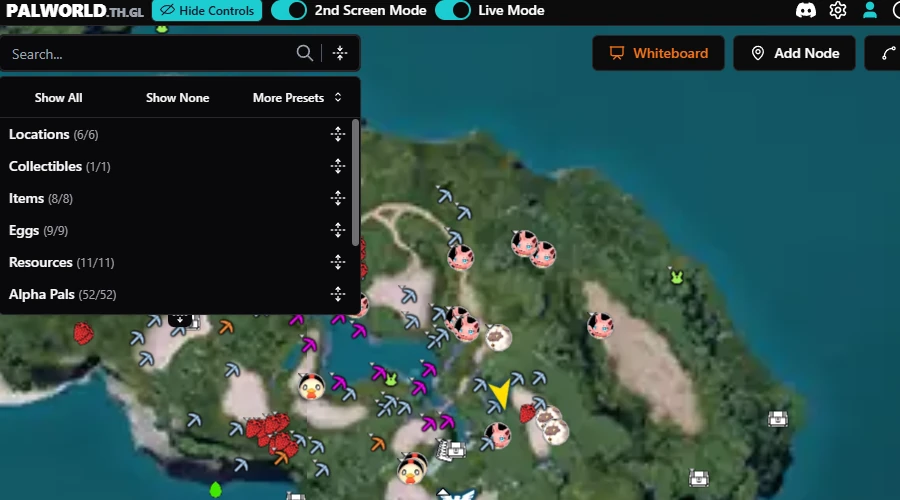 PALWORLD.TH.GL Hide Controls 2nd Screen Mode Live Mode
Search... Whiteboard Add Node
Show All Show None More Presets
Locations (6/6)
Collectibles (1/1)
Items (8/8)
Eggs (9/9)
Resources (11/11)
Alpha Pals (52/52)